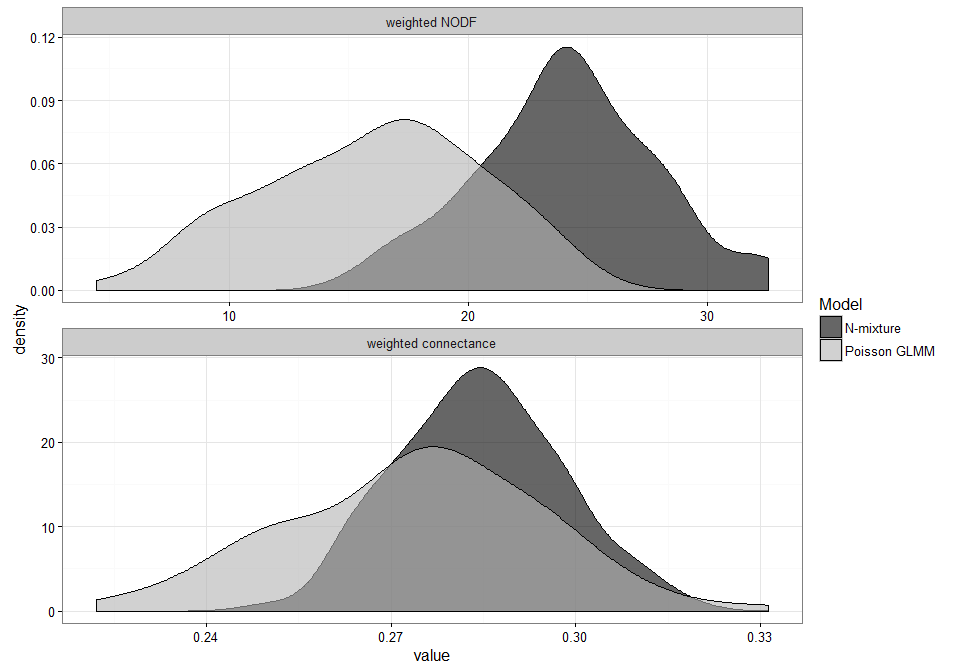 weighted NODF
0.12
0.09
0.06
0.03
0.00
10 20 30
density
weighted connectance
30
20
10
0
0.24 0.27 0.30 0.33
value
Model
N-mixture
Poisson GLMM